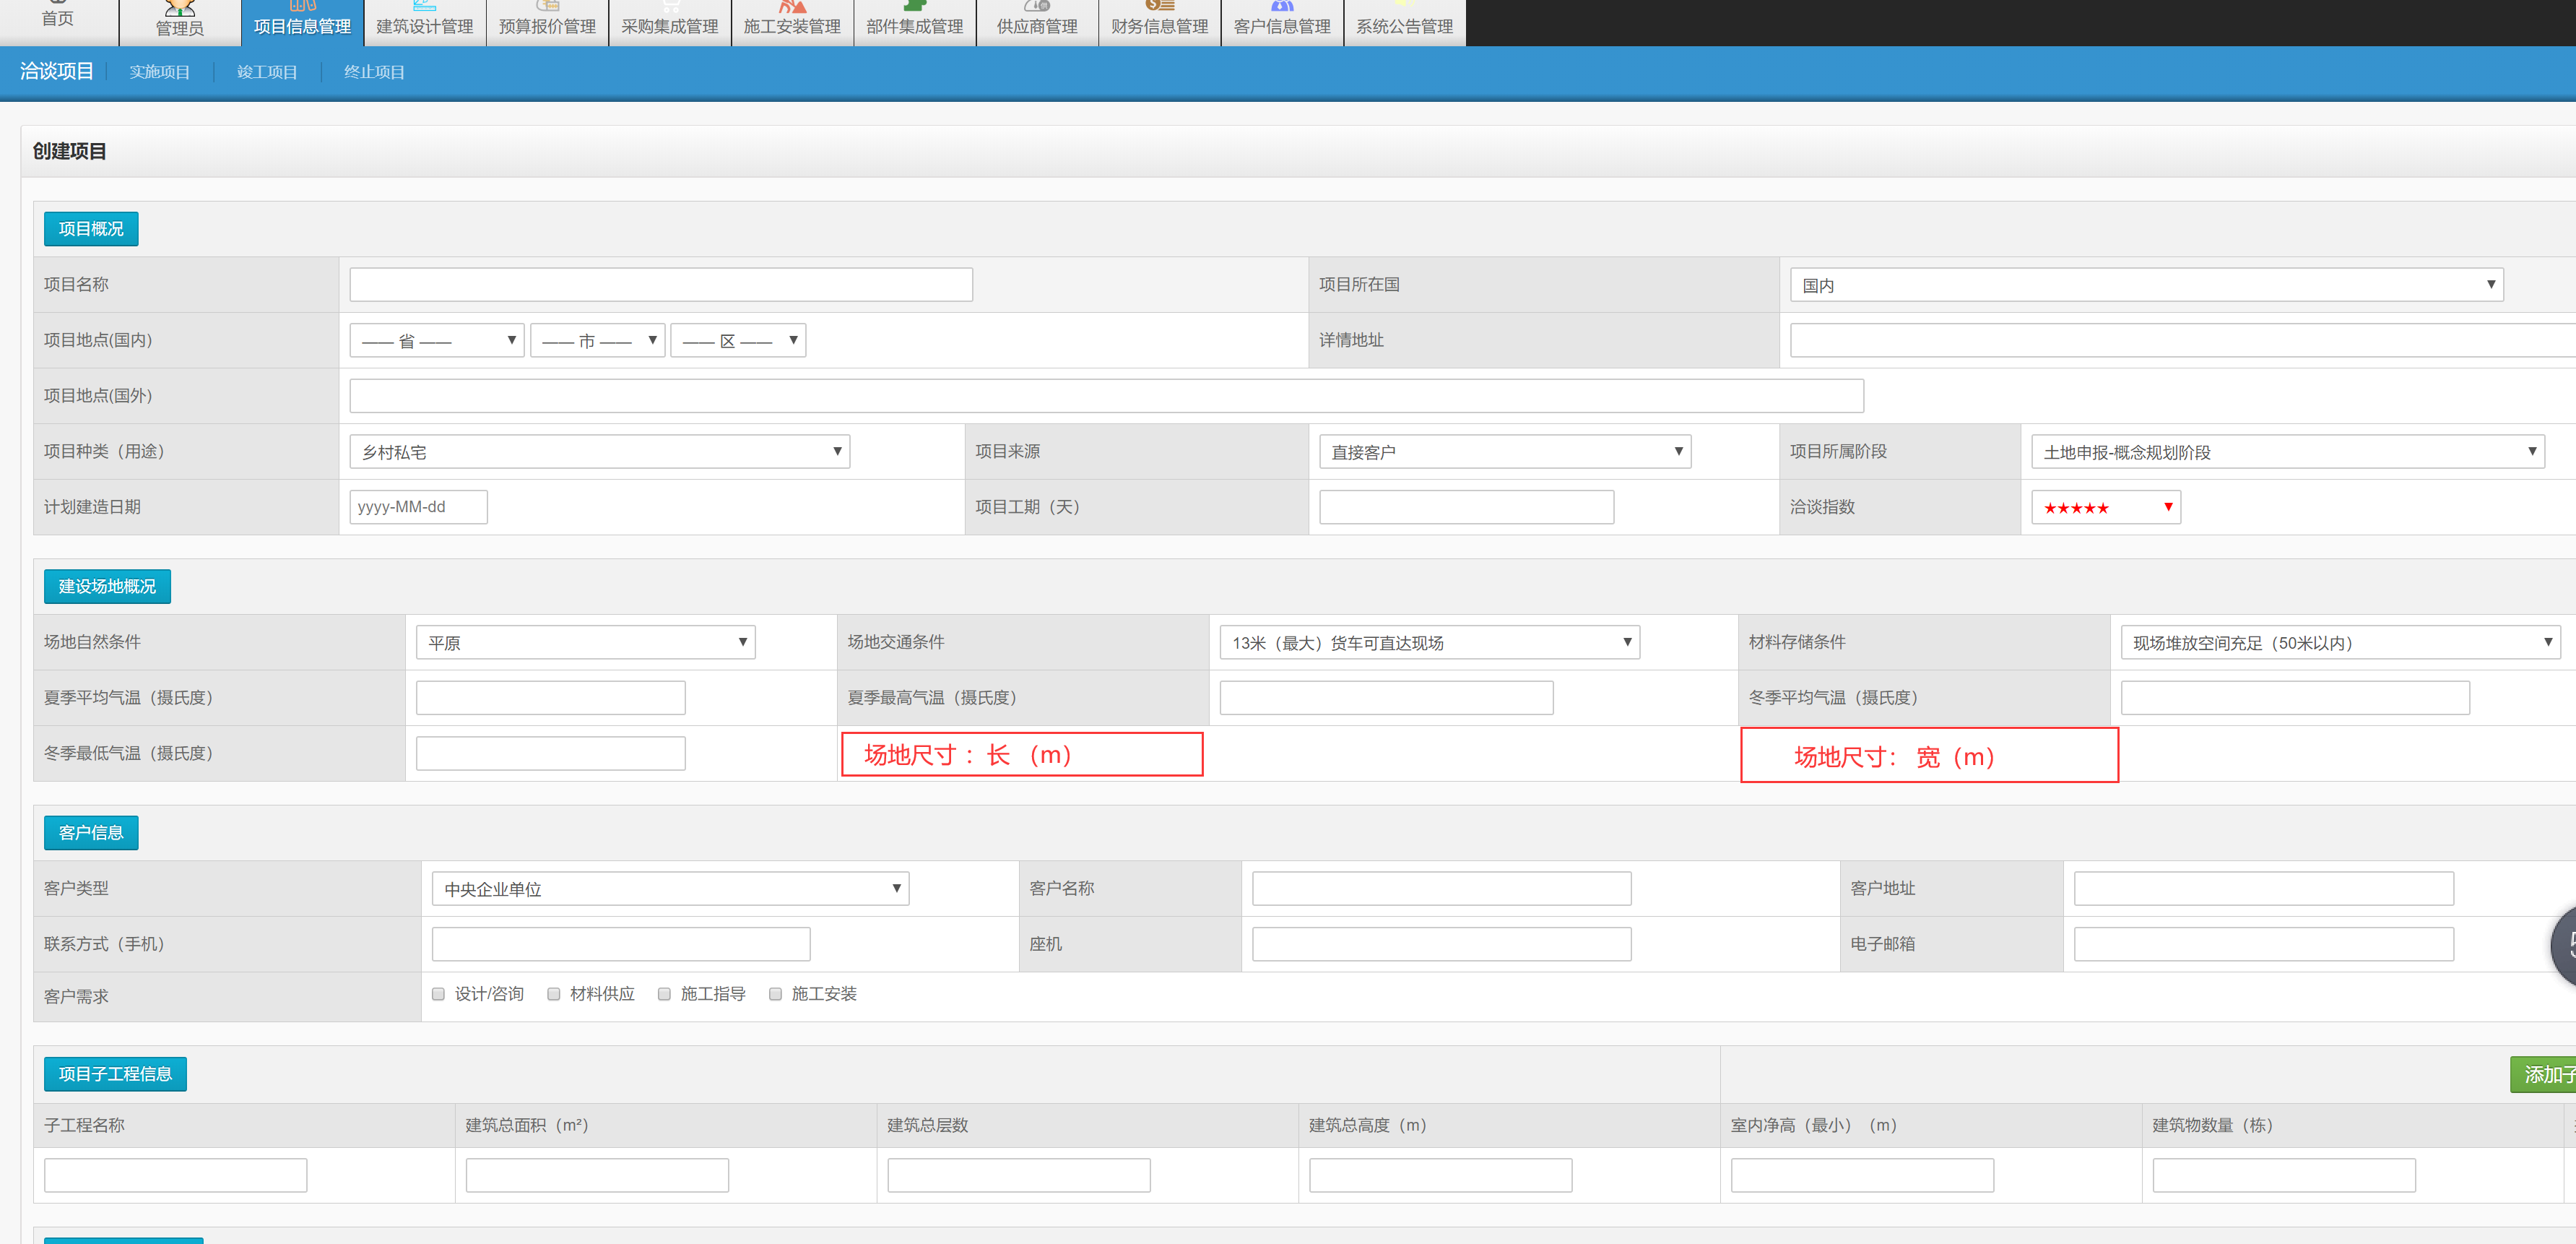 首页 管理员 项目信息管理 建筑设计管理 预算报价管理 采购集成管理 施工安装管理 部件集成管理 供应商管理 财务信息管理 客户信息管理 系统公告管理
洽谈项目 实施项目 竣工项目 终止项目
创建项目
项目概况
项目名称 项目所在国 国内
项目地点(国内) —— 省 —— —— 市 —— —— 区 —— 详情地址
项目地点(国外)
项目种类（用途） 乡村私宅 项目来源 直接客户 项目所属阶段 土地申报-概念规划阶段
计划建造日期 yyyy-MM-dd 项目工期（天） 洽谈指数 ★★★★★
建设场地概况
场地自然条件 平原 场地交通条件 13米（最大）货车可直达现场 材料存储条件 现场堆放空间充足（50米以内）
夏季平均气温（摄氏度） 夏季最高气温（摄氏度） 冬季平均气温（摄氏度）
冬季最低气温（摄氏度） 场地尺寸 ：长 （m） 场地尺寸： 宽（m）
客户信息
客户类型 中央企业单位 客户名称 客户地址
联系方式（手机） 座机 电子邮箱
客户需求 设计/咨询 材料供应 施工指导 施工安装
项目子工程信息 添加子
子工程名称 建筑总面积（m²） 建筑总层数 建筑总高度（m） 室内净高（最小）（m） 建筑物数量（栋）